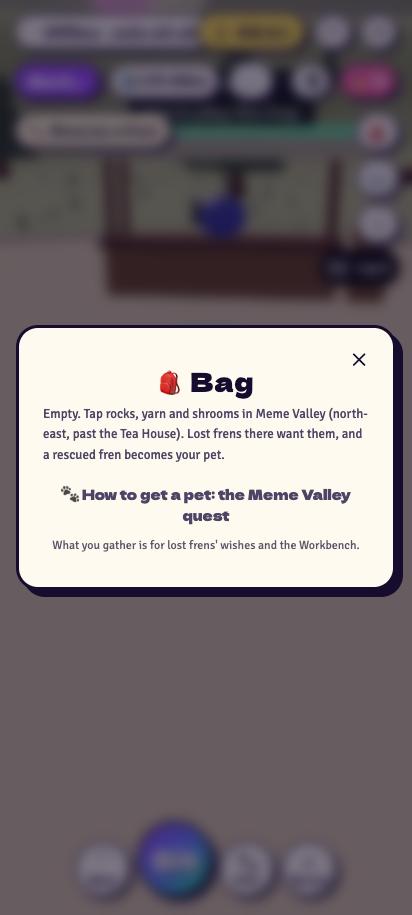 🎒 Bag
Empty. Tap rocks, yarn and shrooms in Meme Valley (north-
east, past the Tea House). Lost frens there want them, and
a rescued fren becomes your pet.
🐾 How to get a pet: the Meme Valley
quest
What you gather is for lost frens' wishes and the Workbench.